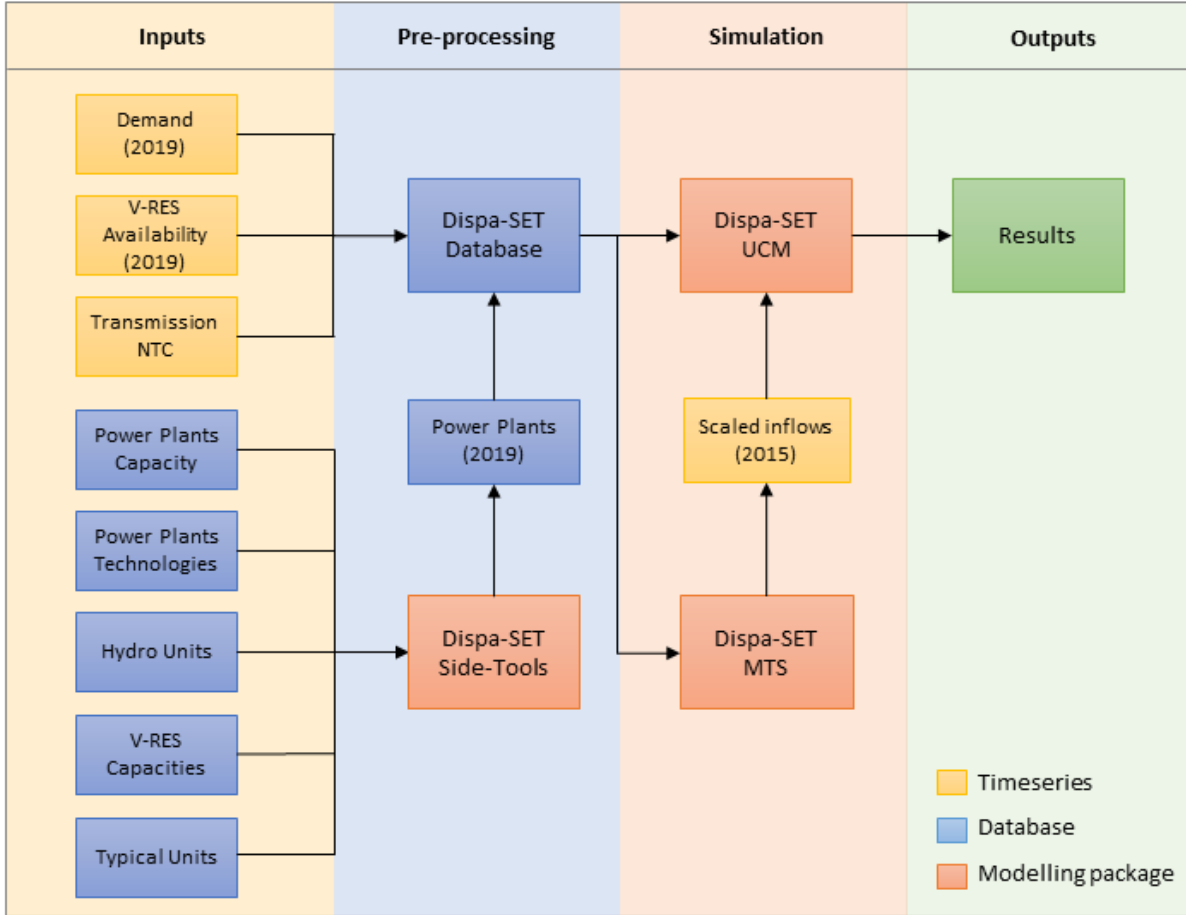 Inputs
Pre-processing
Simulation
Outputs
Demand
(2019)
V-RES
Availability
(2019)
Transmission
NTC
Power Plants
Capacity
Power Plants
Technologies
Hydro Units
V-RES
Capacities
Typical Units
Dispa-SET
Database
Power Plants
(2019)
Dispa-SET
Side-Tools
Dispa-SET
UCM
Scaled inflows
(2015)
Dispa-SET
MTS
Results
Timeseries
Database
Modelling package